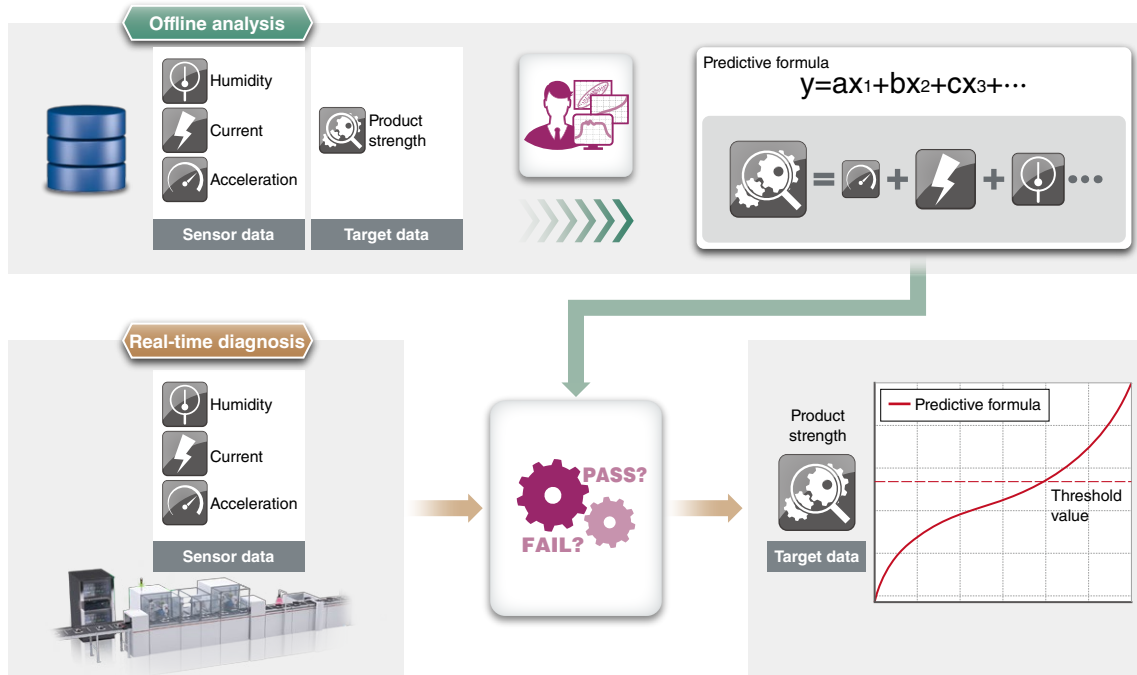 Offline analysis
Humidity
Current
Acceleration
Sensor data
Product
strength
Target data
Predictive formula
y=ax1+bx2+cx3+···
=
+
+
•••
Real-time diagnosis
Humidity
Current
Acceleration
Sensor data
PASS?
FAIL?
Product
strength
Target data
Predictive formula
Threshold
value